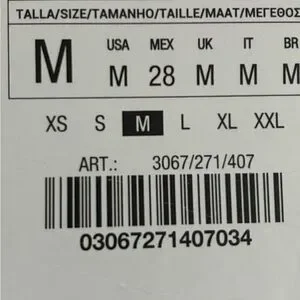 TALLA/SIZE/TAMANHO/TAILLE/MAAT/ΜΕΓΕΘΟΣ
M USA MEX UK IT BR
M 28 M M M
XS S M L XL XXL
ART.: 3067/271/407
03067271407034